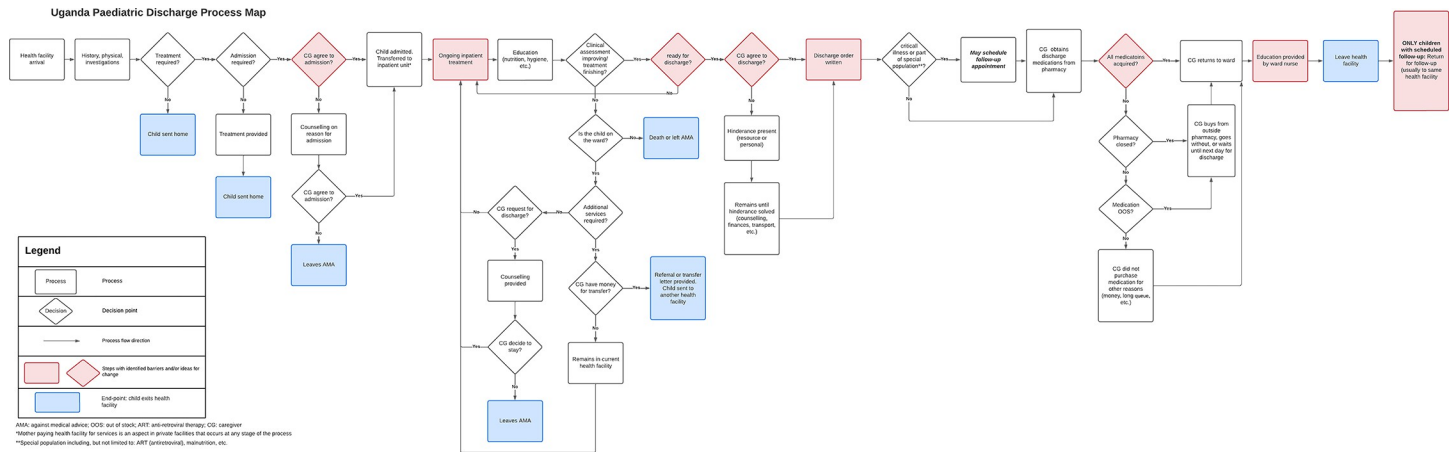 Uganda Paediatric Discharge Process Map
Health facility
arrival
History, physical,
investigations
Treatment
required?
Yes
Admission
required?
Yes
CG agree to
admission?
Yes
Child admitted.
Transferred to
inpatient unit*
Ongoing inpatient
treatment
Education
(nutrition, hygiene,
etc.)
Clinical
assessment
improving/
treatment
finishing?
Yes
ready for
discharge?
Yes
CG agree to
discharge?
Yes
Discharge order
written
critical
illness or part
of special
population**?
Yes
May schedule
follow-up
appointment
CG obtains
discharge
medications from
pharmacy
All medications
acquired?
Yes
CG returns to ward
Education provided
by ward nurse
Leave health
facility
ONLY children
with scheduled
follow-up: Return
for follow-up
(usually to same
health facility
No
Child sent home
No
Treatment provided
Child sent home
No
Counselling on
reason for
admission
CG agree to
admission?
Yes
No
Leaves AMA
No
No
Is the child on
the ward?
No
Death or left AMA
Yes
Additional
services
required?
No
CG request for
discharge?
No
Yes
Counselling
provided
CG decide to
stay?
Yes
No
Leaves AMA
Yes
CG have money
for transfer?
Yes
Referral or transfer
letter provided.
Child sent to
another health
facility
No
Remains in current
health facility
No
Hinderance present
(resource or
personal)
Remains until
hinderance solved
(counselling,
finances, transport,
etc.)
No
No
Pharmacy
closed?
Yes
CG buys from
outside
pharmacy, goes
without, or waits
until next day for
discharge
No
Medication
OOS?
Yes
No
CG did not
purchase
medication for
other reasons
(money, long queue,
etc.)
Legend
Process
Process
Decision
Decision point
Process flow direction
Steps with identified barriers and/or ideas for
change
End-point: child exits health
facility
AMA: against medical advice; OOS: out of stock; ART: anti-retroviral therapy; CG: caregiver
*Mother paying health facility for services is an aspect in private facilities that occurs at any stage of the process
**Special population including, but not limited to: ART (antiretroviral), malnutrition, etc.